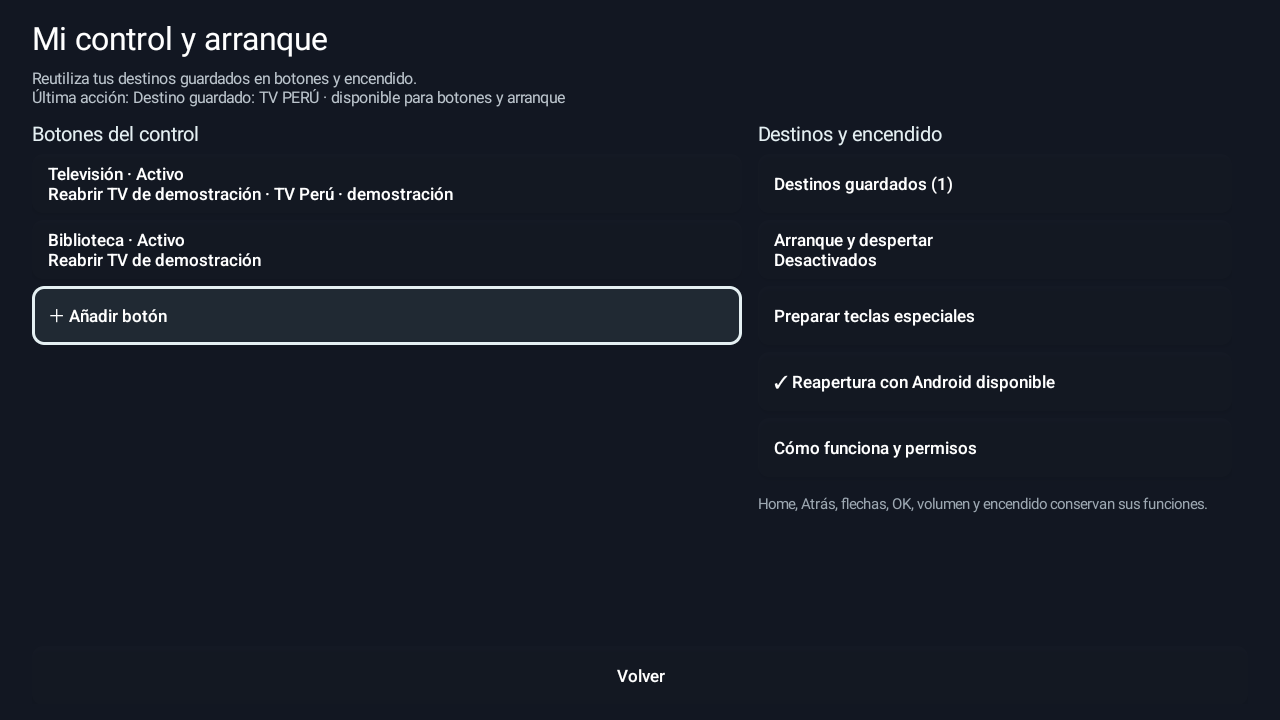 Mi control y arranque
Reutiliza tus destinos guardados en botones y encendido.
Última acción: Destino guardado: TV PERÚ · disponible para botones y arranque
Botones del control
Televisión · Activo
Reabrir TV de demostración · TV Perú · demostración
Biblioteca · Activo
Reabrir TV de demostración
+ Añadir botón
Destinos y encendido
Destinos guardados (1)
Arranque y despertar
Desactivados
Preparar teclas especiales
✓ Reapertura con Android disponible
Cómo funciona y permisos
Home, Atrás, flechas, OK, volumen y encendido conservan sus funciones.
Volver